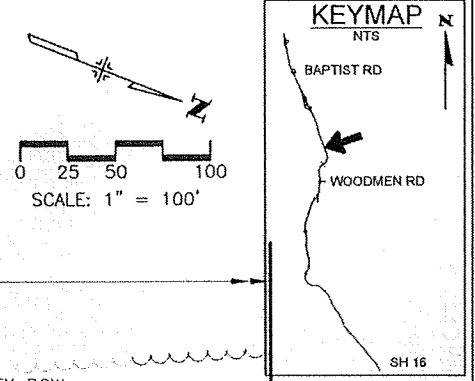 KEYMAP
N
NTS
BAPTIST RD
WOODMEN RD
SH 16
N
0 25 50 100
SCALE: 1" = 100'